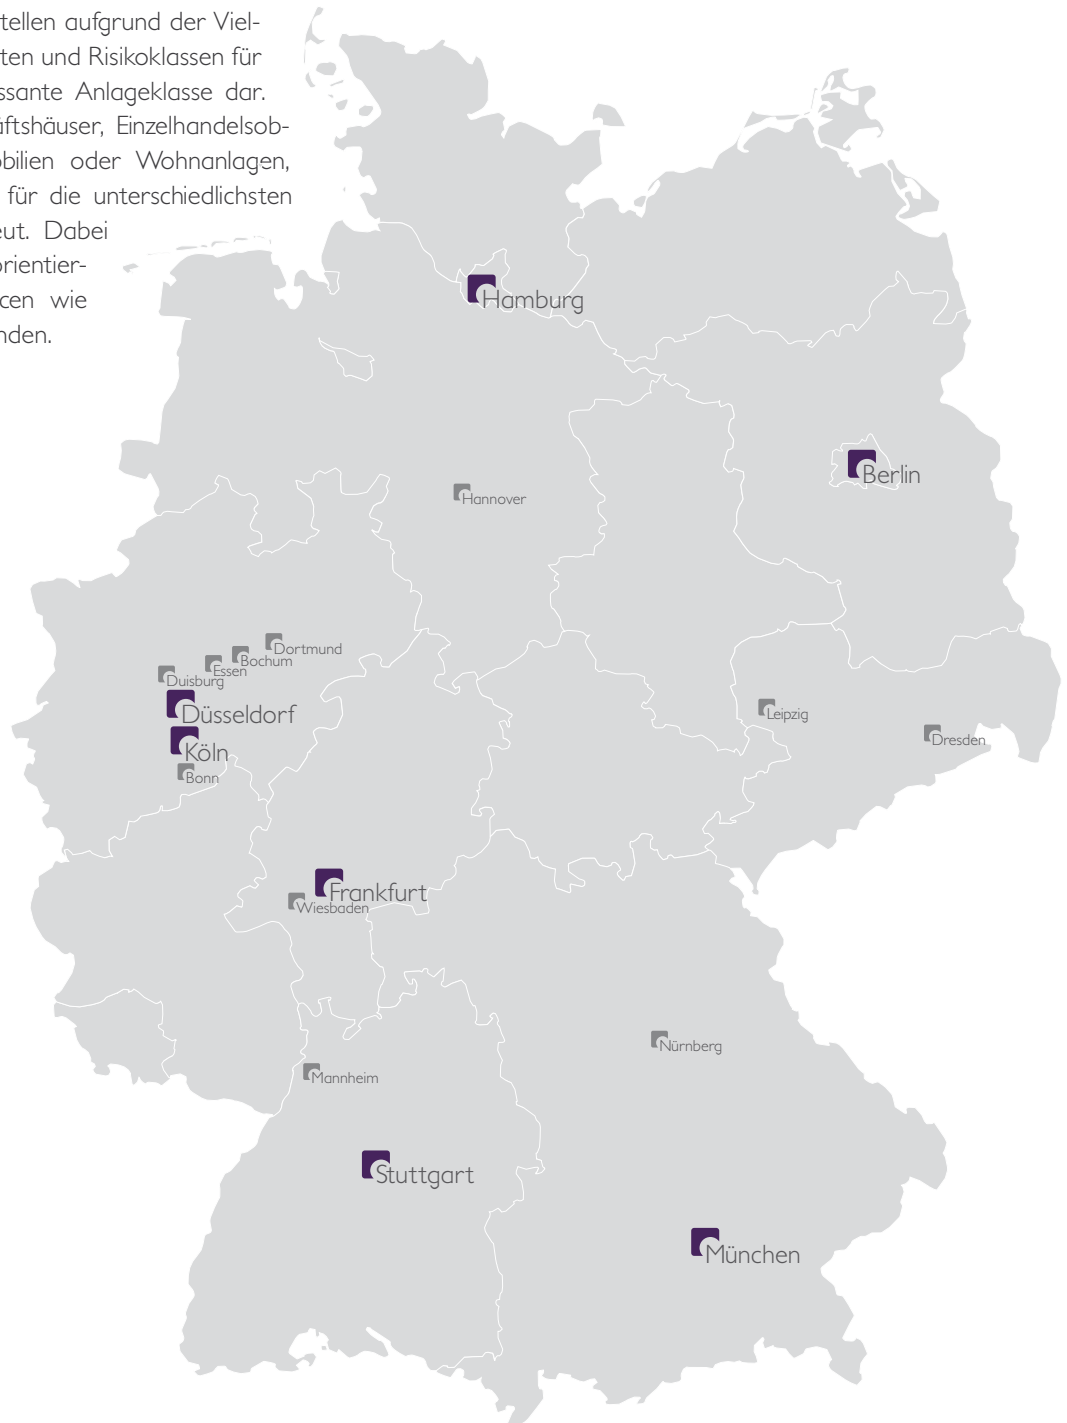 tellen aufgrund der Viel-
ten und Risikoklassen für
ssante Anlageklasse dar.
äftshäuser, Einzelhandelsob-
bilien oder Wohnanlagen,
für die unterschiedlichsten
eut. Dabei
orientier-
cen wie
nden.
Hamburg
Berlin
Hannover
Dortmund
Bochum
Essen
Duisburg
Düsseldorf
Leipzig
Dresden
Köln
Bonn
Frankfurt
Wiesbaden
Nürnberg
Mannheim
Stuttgart
München